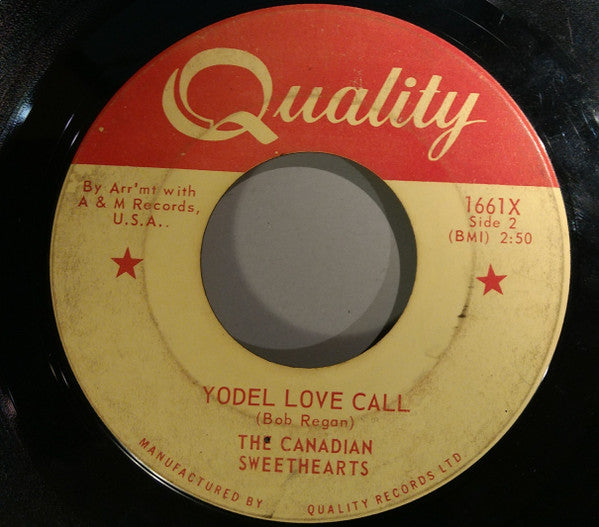 Quality
By Arr'mt with
A & M Records,
U.S.A..
1661X
Side 2
(BMI) 2:50
YODEL LOVE CALL
(Bob Regan)
THE CANADIAN
SWEETHEARTS
MANUFACTURED BY QUALITY RECORDS LTD